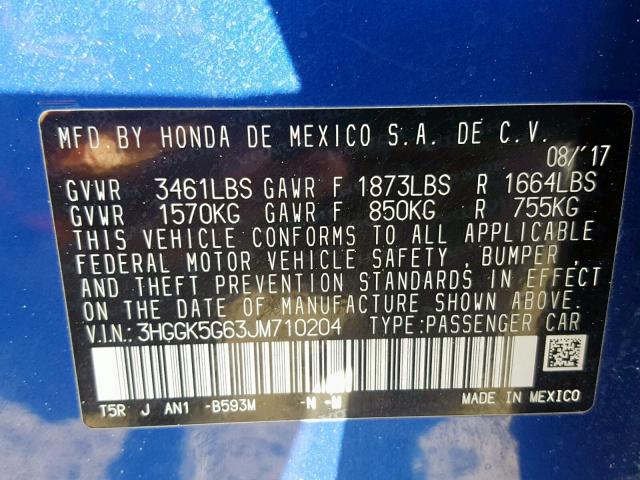 MFD. BY HONDA DE MEXICO S.A. DE C.V.
08/'17
GVWR 3461LBS GAWR F 1873LBS R 1664LBS
GVWR 1570KG GAWR F 850KG R 755KG
THIS VEHICLE CONFORMS TO ALL APPLICABLE
FEDERAL MOTOR VEHICLE SAFETY, BUMPER,
AND THEFT PREVENTION STANDARDS IN EFFECT
ON THE DATE OF MANUFACTURE SHOWN ABOVE.
V.I.N.: 3HGGK5G63JM710204 TYPE:PASSENGER CAR
T5R J AN1 -B593M -N -M MADE IN MEXICO